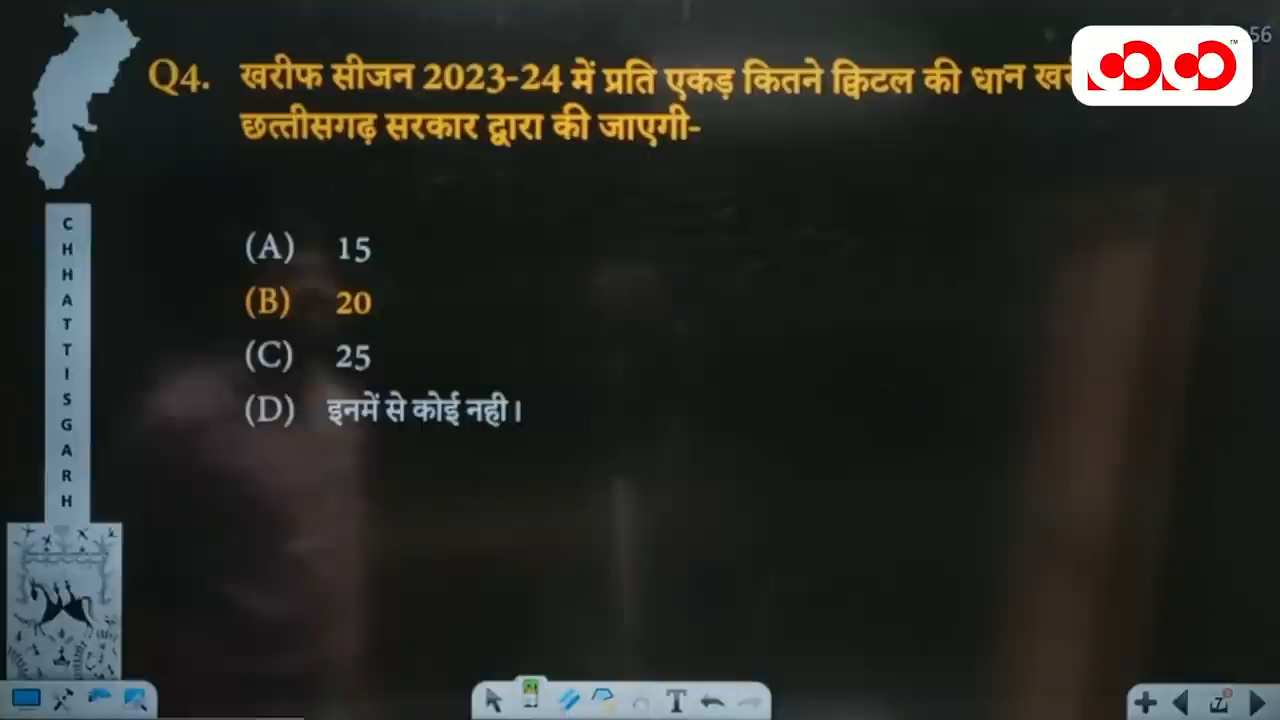 56
Q4. खरीफ सीजन 2023-24 में प्रति एकड़ कितने क्विटल की धान
छत्तीसगढ़ सरकार द्वारा की जाएगी-
(A) 15
(B) 20
(C) 25
(D) इनमें से कोई नही।
CHHATTISGARH
T
7